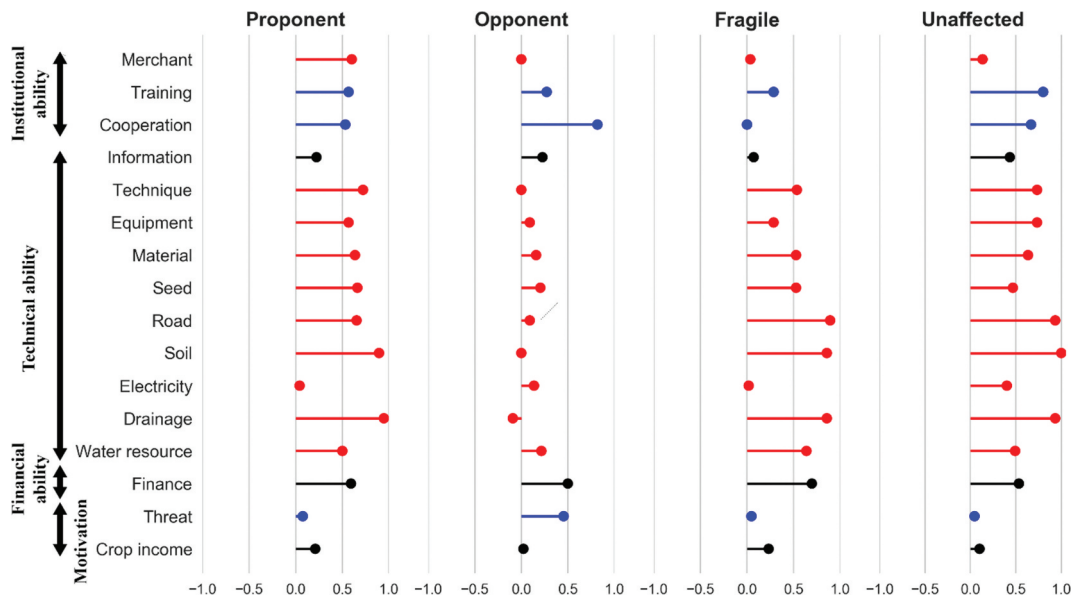 Proponent Opponent Fragile Unaffected
Institutional
ability
Merchant
Training
Cooperation
Technical ability
Information
Technique
Equipment
Material
Seed
Road
Soil
Electricity
Drainage
Water resource
Financial
ability
Finance
Motivation
Threat
Crop income
−1.0 −0.5 0.0 0.5 1.0 −1.0 −0.5 0.0 0.5 1.0 −1.0 −0.5 0.0 0.5 1.0 −1.0 −0.5 0.0 0.5 1.0